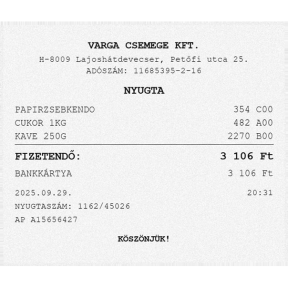 VARGA CSEMEGE KFT.
H-8009 Lajoshátdevecser, Petőfi utca 25.
ADÓSZÁM: 11685395-2-16
NYUGTA
PAPIRZSEBKENDO 354 C00
CUKOR 1KG 482 A00
KAVE 250G 2270 B00
FIZETENDŐ: 3 106 Ft
BANKKÁRTYA 3 106 Ft
2025.09.29. 20:31
NYUGTASZÁM: 1162/45026
AP A15656427
KÖSZÖNJÜK!